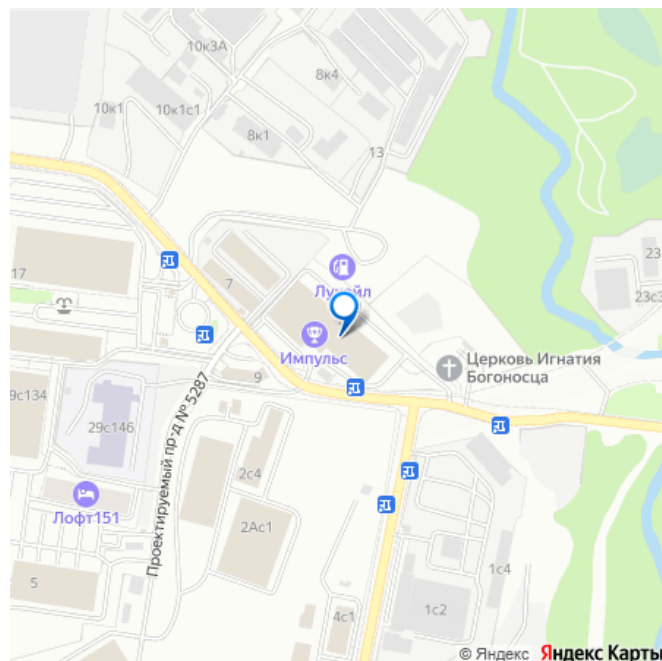 10к3А
8к4
10к1
10к1с1
8к1
13
23
23с3
17
7
Лукойл
Импульс
Церковь Игнатия
Богоносца
9
9с134
29с146
Проектируемый пр-д № 5287
2с4
Лофт151
2Ас1
5
1с4
1с2
4с1
© Яндекс Яндекс Карты